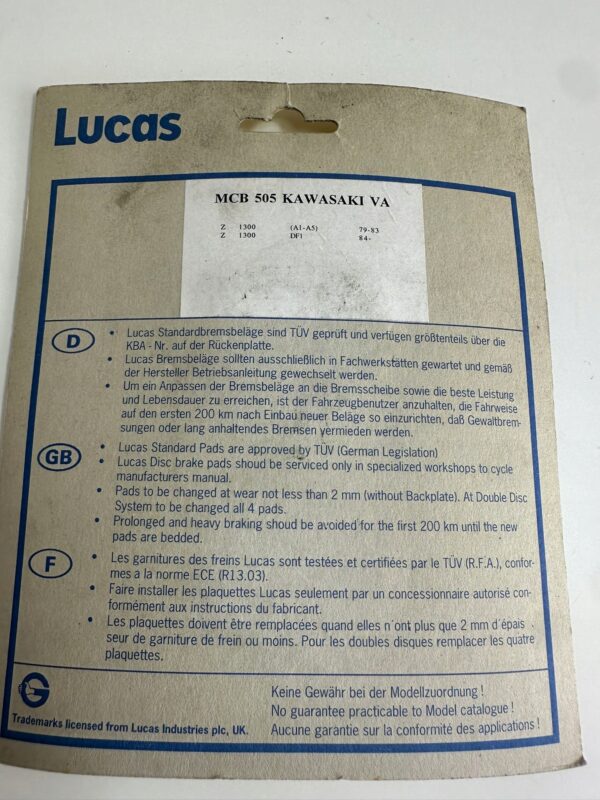 Lucas
MCB 505 KAWASAKI VA
Z 1300 (A1-A5) 79-83
Z 1300 DF1 84-
D
• Lucas Standardbremsbeläge sind TÜV geprüft und verfügen größtenteils über die
KBA - Nr. auf der Rückenplatte.
• Lucas Bremsbeläge sollten ausschließlich in Fachwerkstätten gewartet und gemäß
der Hersteller Betriebsanleitung gewechselt werden.
• Um ein Anpassen der Bremsbeläge an die Bremsscheibe sowie die beste Leistung
und Lebensdauer zu erreichen, ist der Fahrzeugbenutzer anzuhalten, die Fahrweise
auf den ersten 200 km nach Einbau neuer Beläge so einzurichten, daß Gewaltbrem-
sungen oder lang anhaltendes Bremsen vermieden werden.
GB
• Lucas Standard Pads are approved by TÜV (German Legislation)
• Lucas Disc brake pads shoud be serviced only in specialized workshops to cycle
manufacturers manual.
• Pads to be changed at wear not less than 2 mm (without Backplate). At Double Disc
System to be changed all 4 pads.
• Prolonged and heavy braking shoud be avoided for the first 200 km until the new
pads are bedded.
F
• Les garnitures des freins Lucas sont testées et certifiées par le TÜV (R.F.A.), confor-
mes a la norme ECE (R13.03).
• Faire installer les plaquettes Lucas seulement par un concessionnaire autorisé con-
formément aux instructions du fabricant.
• Les plaquettes doivent être remplacées quand elles n'ont plus que 2 mm d'épais -
seur de garniture de frein ou moins. Pour les doubles disques remplacer les quatre
plaquettes.
Trademarks licensed from Lucas Industries plc, UK.
Keine Gewähr bei der Modellzuordnung !
No guarantee practicable to Model catalogue !
Aucune garantie sur la conformité des applications !